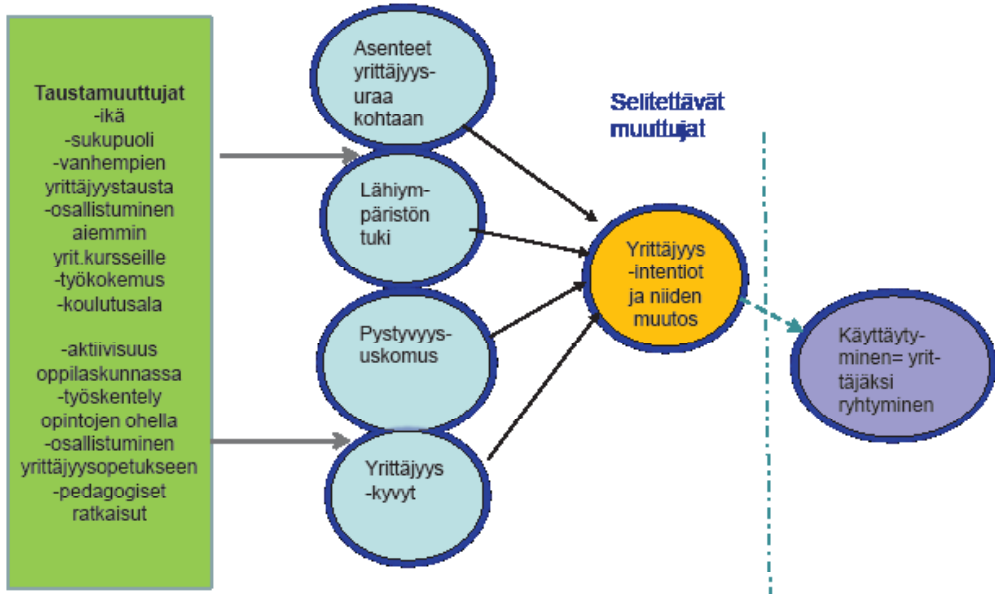 Taustamuuttujat
-ikä
-sukupuoli
-vanhempien
yrittäjyystausta
-osallistuminen
aiemmin
yrit.kursseille
-työkokemus
-koulutusala
-aktiivisuus
oppilaskunnassa
-työskentely
opintojen ohella
-osallistuminen
yrittäjyysopetukseen
-pedagogiset
ratkaisut
Asenteet
yrittäjyys-
uraa
kohtaan
Lähiym-
päristön
tuki
Pystyvyys-
uskomus
Yrittäjyys
-kyvyt
Selitettävät
muuttujat
Yrittäjyys
-intentiot
ja niiden
muutos
Käyttäyty-
minen= yrit-
täjäksi
ryhtyminen